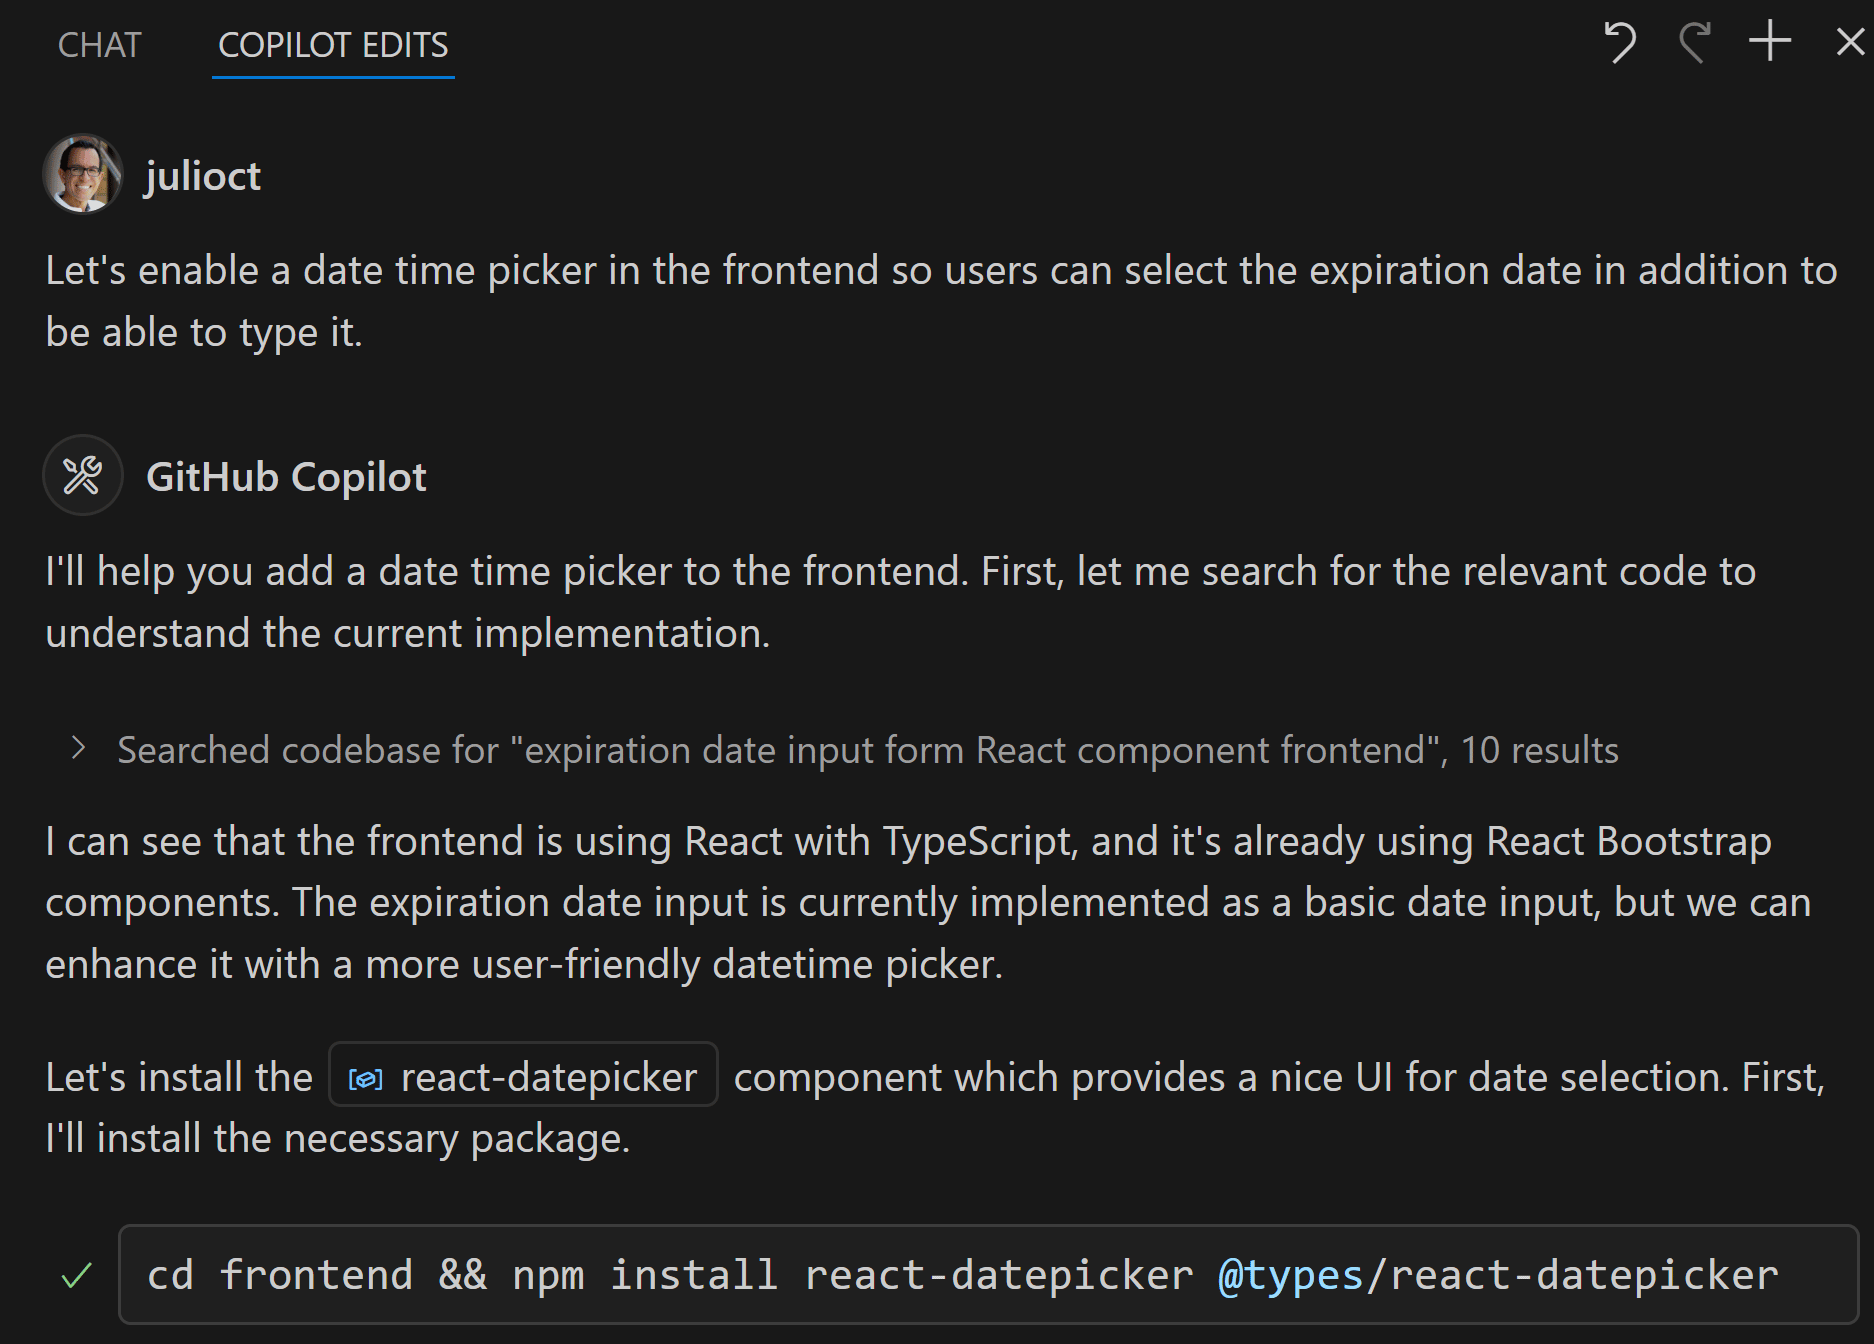 CHAT COPILOT EDITS
julioct
Let's enable a date time picker in the frontend so users can select the expiration date in addition to
be able to type it.
GitHub Copilot
I'll help you add a date time picker to the frontend. First, let me search for the relevant code to
understand the current implementation.
Searched codebase for "expiration date input form React component frontend", 10 results
I can see that the frontend is using React with TypeScript, and it's already using React Bootstrap
components. The expiration date input is currently implemented as a basic date input, but we can
enhance it with a more user-friendly datetime picker.
Let's install the react-datepicker component which provides a nice UI for date selection. First,
I'll install the necessary package.
cd frontend && npm install react-datepicker @types/react-datepicker